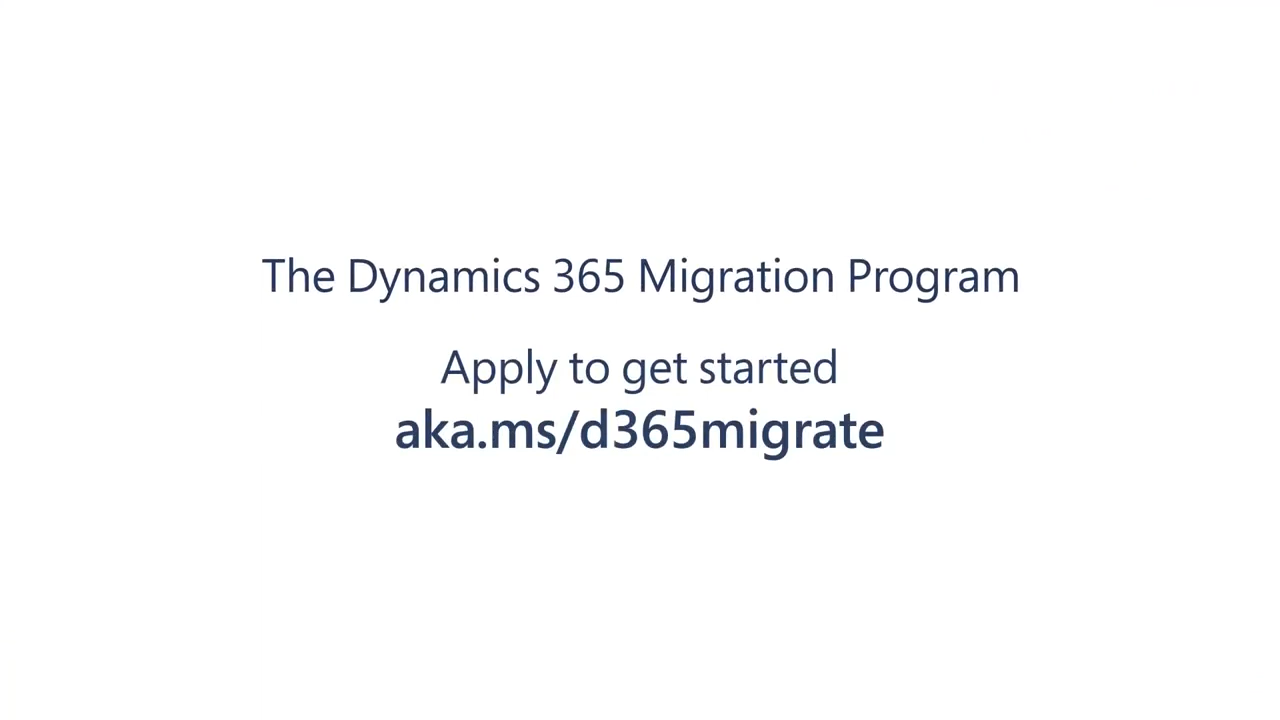 The Dynamics 365 Migration Program
Apply to get started
aka.ms/d365migrate